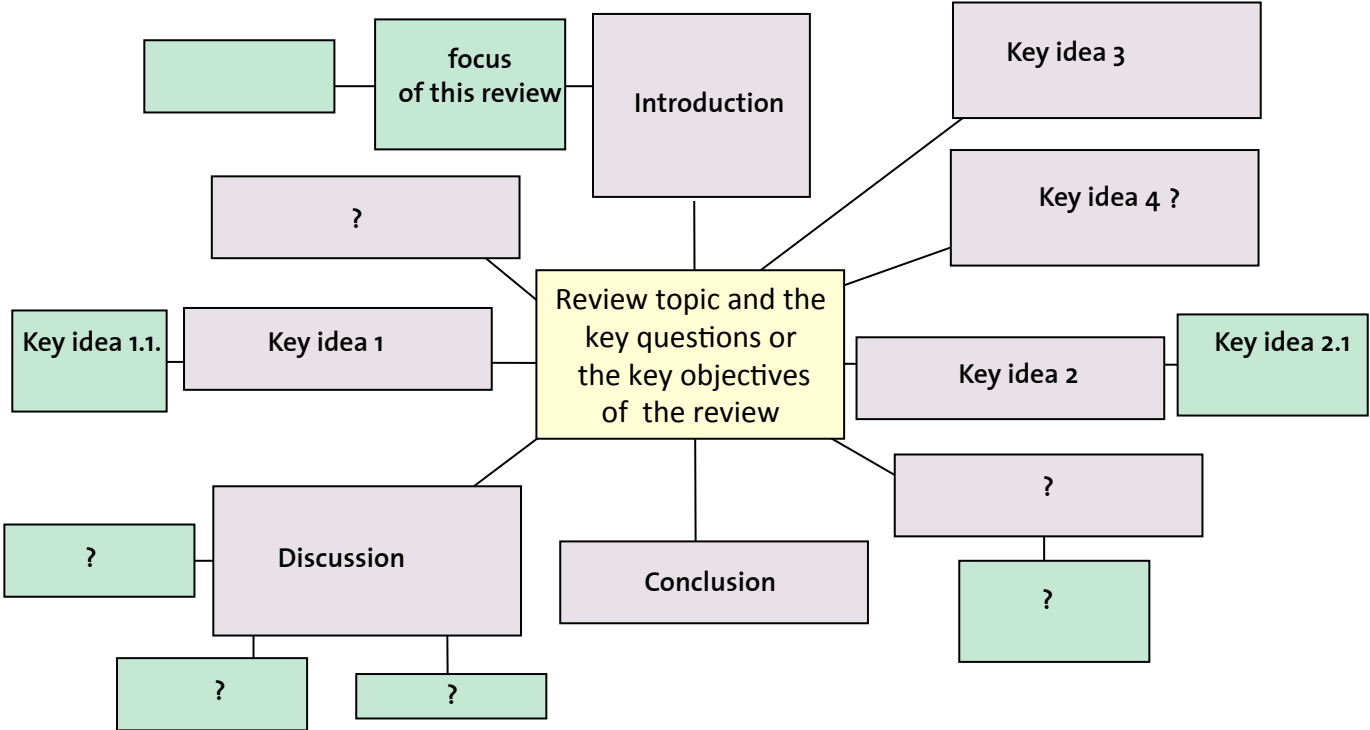 focus
of this review
Introduction
Key idea 3
Key idea 4 ?
?
Review topic and the
key questions or
the key objectives
of the review
Key idea 1.1.
Key idea 1
Key idea 2
Key idea 2.1
?
?
Discussion
?
Conclusion
?
?
?